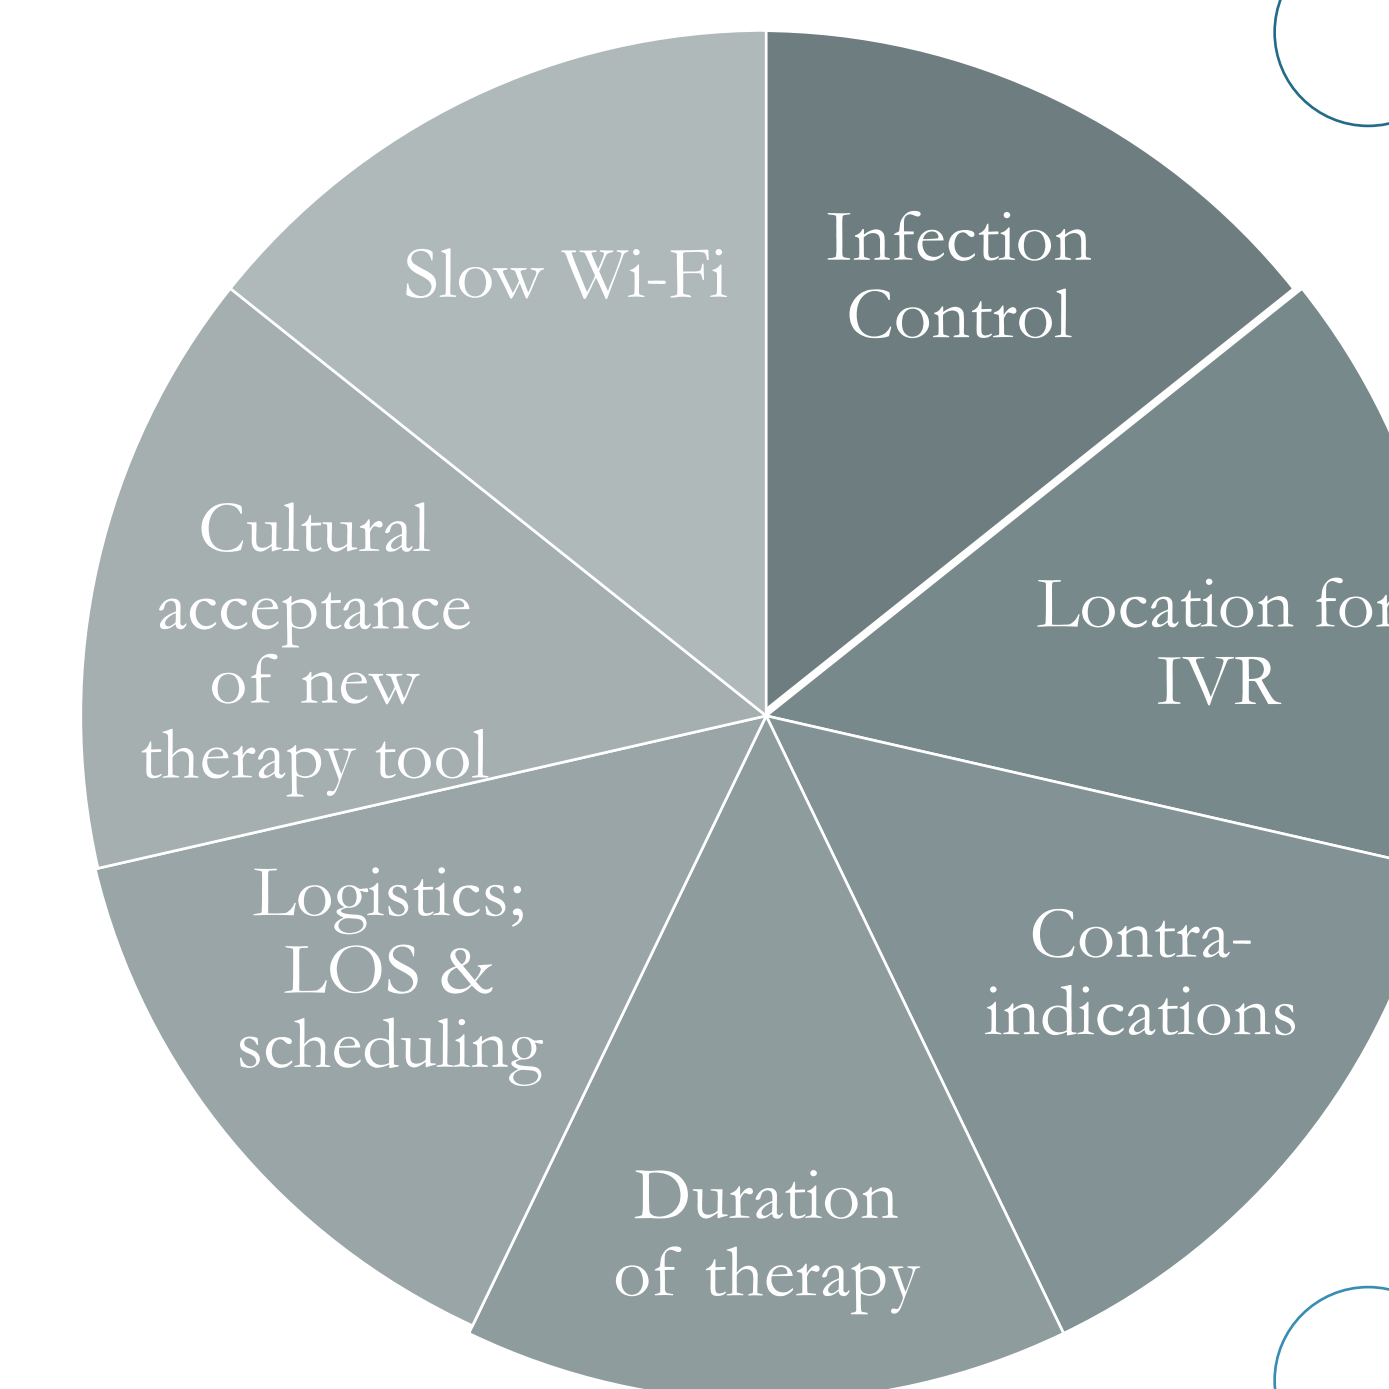 Infection
Control
Location for
IVR
Contra-
indications
Duration
of therapy
Logistics;
LOS &
scheduling
Cultural
acceptance
of new
therapy tool
Slow Wi-Fi